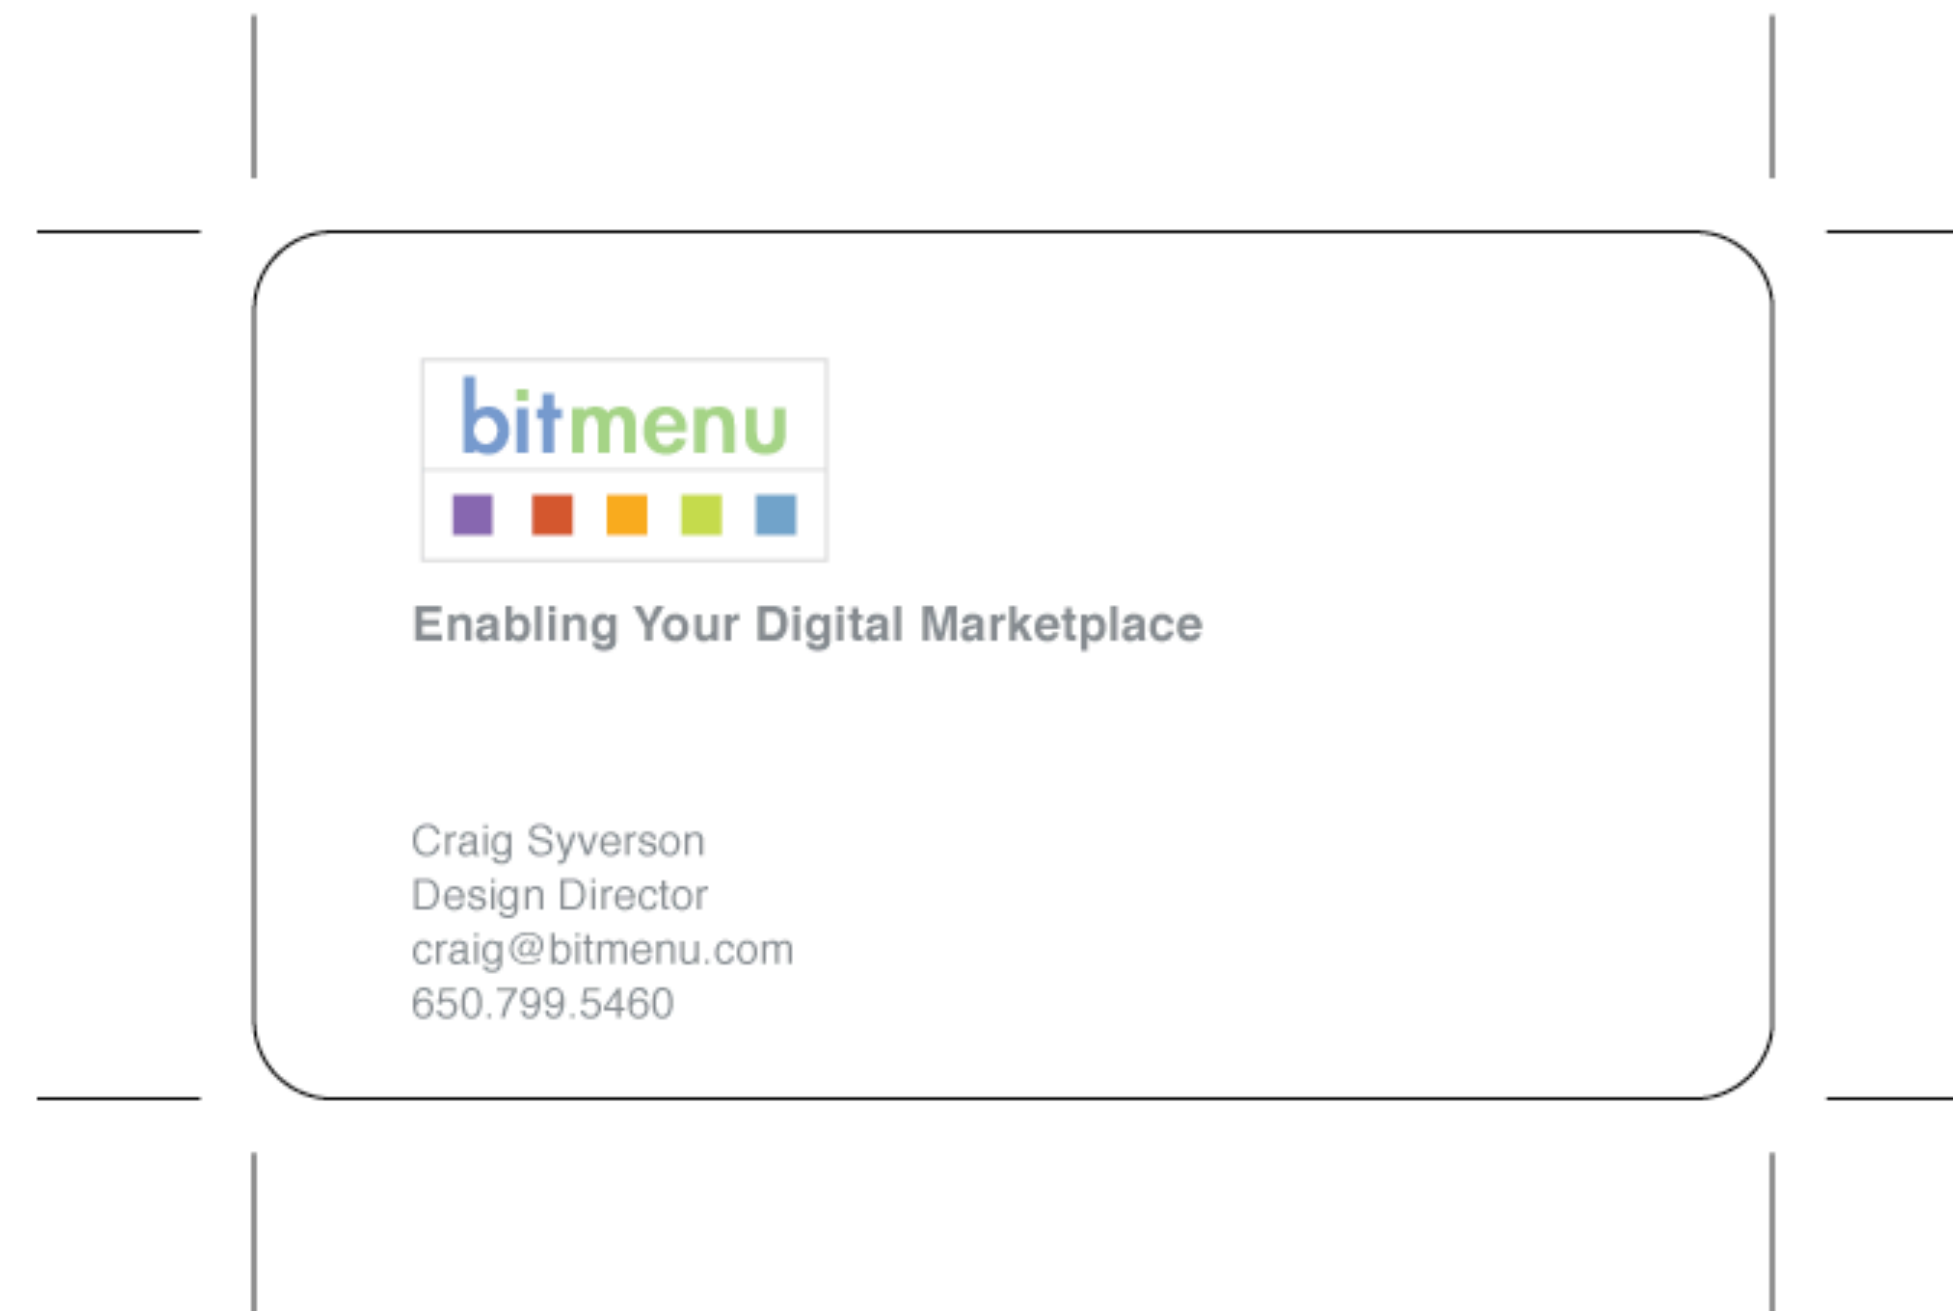 bitmenu
Enabling Your Digital Marketplace
Craig Syverson
Design Director
craig@bitmenu.com
650.799.5460